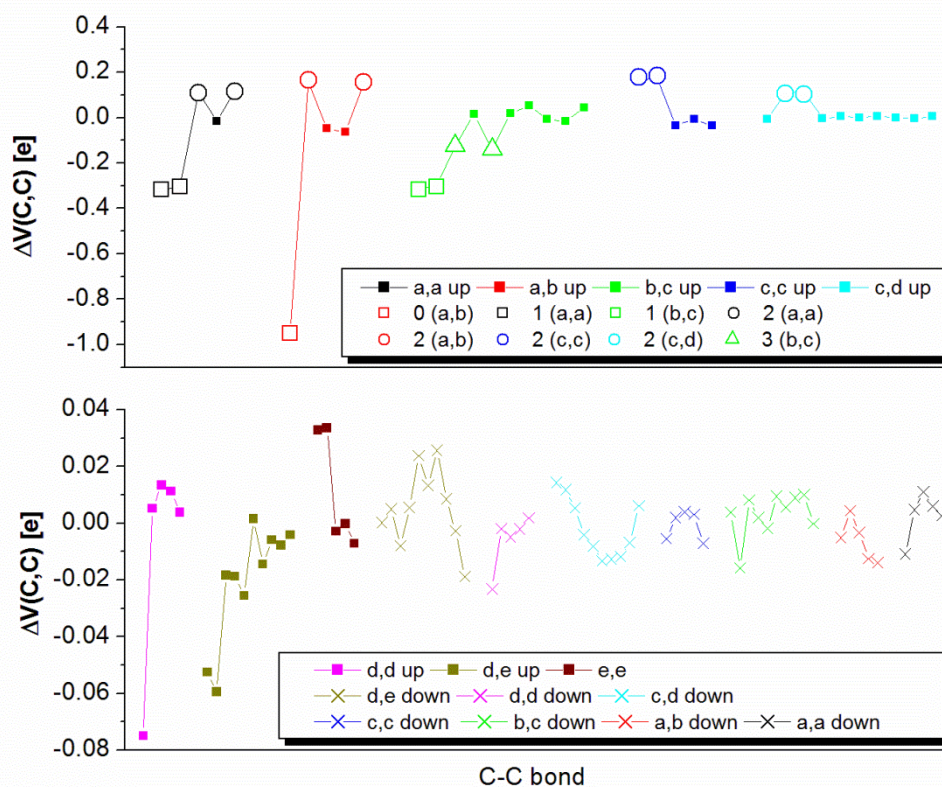 0.4
0.2
0.0
-0.2
-0.4
-0.6
-0.8
-1.0
ΔV(C,C) [e]
a,a up a,b up b,c up c,c up c,d up
0 (a,b) 1 (a,a) 1 (b,c) 2 (a,a)
2 (a,b) 2 (c,c) 2 (c,d) 3 (b,c)
0.04
0.02
0.00
-0.02
-0.04
-0.06
-0.08
ΔV(C,C) [e]
d,d up d,e up e,e
d,e down d,d down c,d down
c,c down b,c down a,b down a,a down
C-C bond